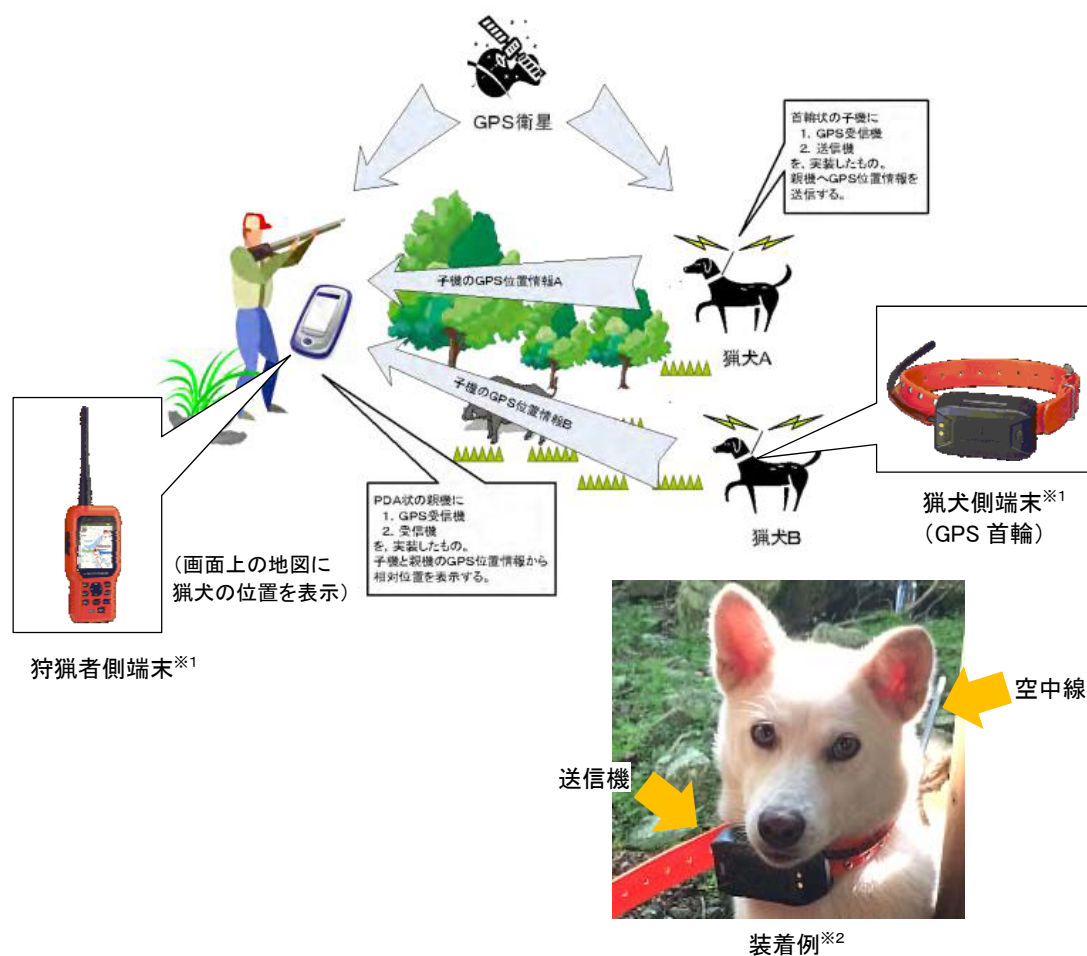 GPS衛星
首輪状の子機に
1. GPS受信機
2. 送信機
を、実装したもの。
親機へGPS位置情報を
送信する。
子機のGPS位置情報A
猟犬A
子機のGPS位置情報B
猟犬B
猟犬側端末※1
（GPS 首輪）
PDA状の親機に
1. GPS受信機
2. 受信機
を、実装したもの。
子機と親機のGPS位置情報から
相対位置を表示する。
（画面上の地図に
猟犬の位置を表示）
狩猟者側端末※1
空中線
送信機
装着例※2